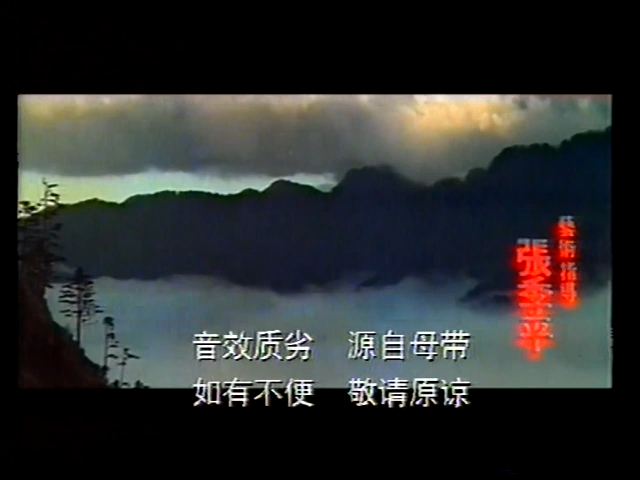 藝術指導
張季平
音效质劣 源自母带
如有不便 敬请原谅